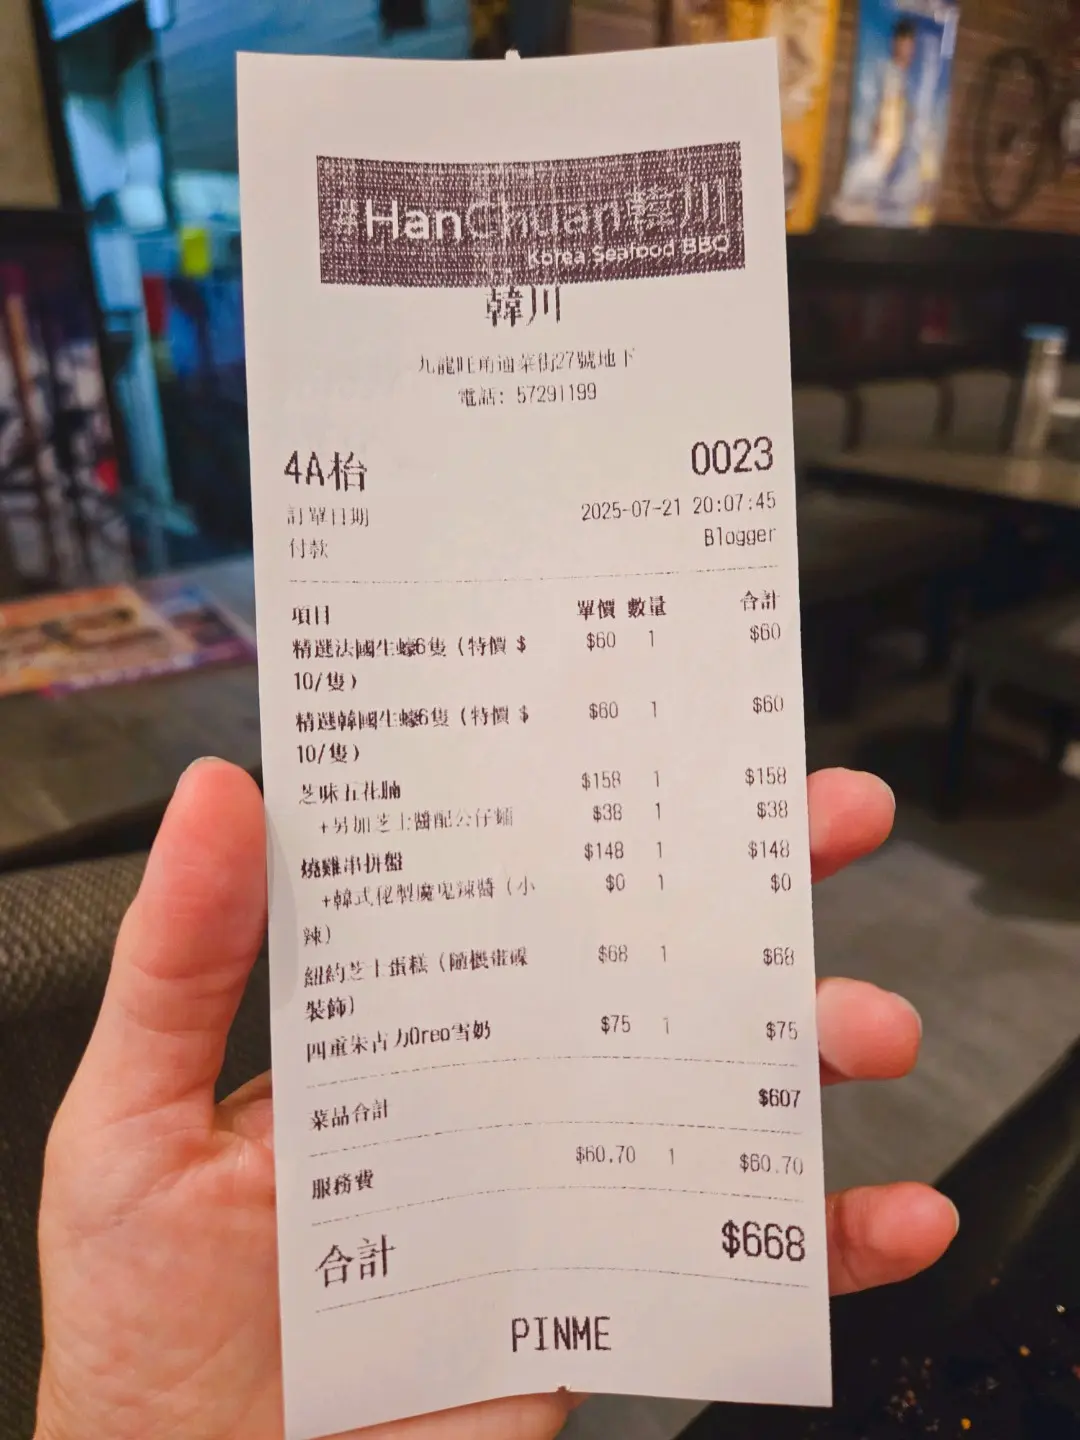 #HanChuan韓川
Korea Seafood BBQ
韓川
九龍旺角通菜街27號地下
電話: 57291199
4A枱 0023
訂單日期 2025-07-21 20:07:45
付款 Blogger
項目 單價 數量 合計
精選法國生蠔6隻 (特價 $ $60 1 $60
10/隻)
精選韓國生蠔6隻 (特價 $ $60 1 $60
10/隻)
芝味五花腩 $158 1 $158
+另加芝士醬配公仔麵 $38 1 $38
燒雞串拼盤 $148 1 $148
+韓式秘製魔鬼辣醬 (小 $0 1 $0
辣)
紐約芝士蛋糕 (隨機畫碟 $68 1 $68
裝飾)
四重朱古力Oreo雪奶 $75 1 $75
菜品合計 $607
服務費 $60.70 1 $60.70
合計 $668
PINME